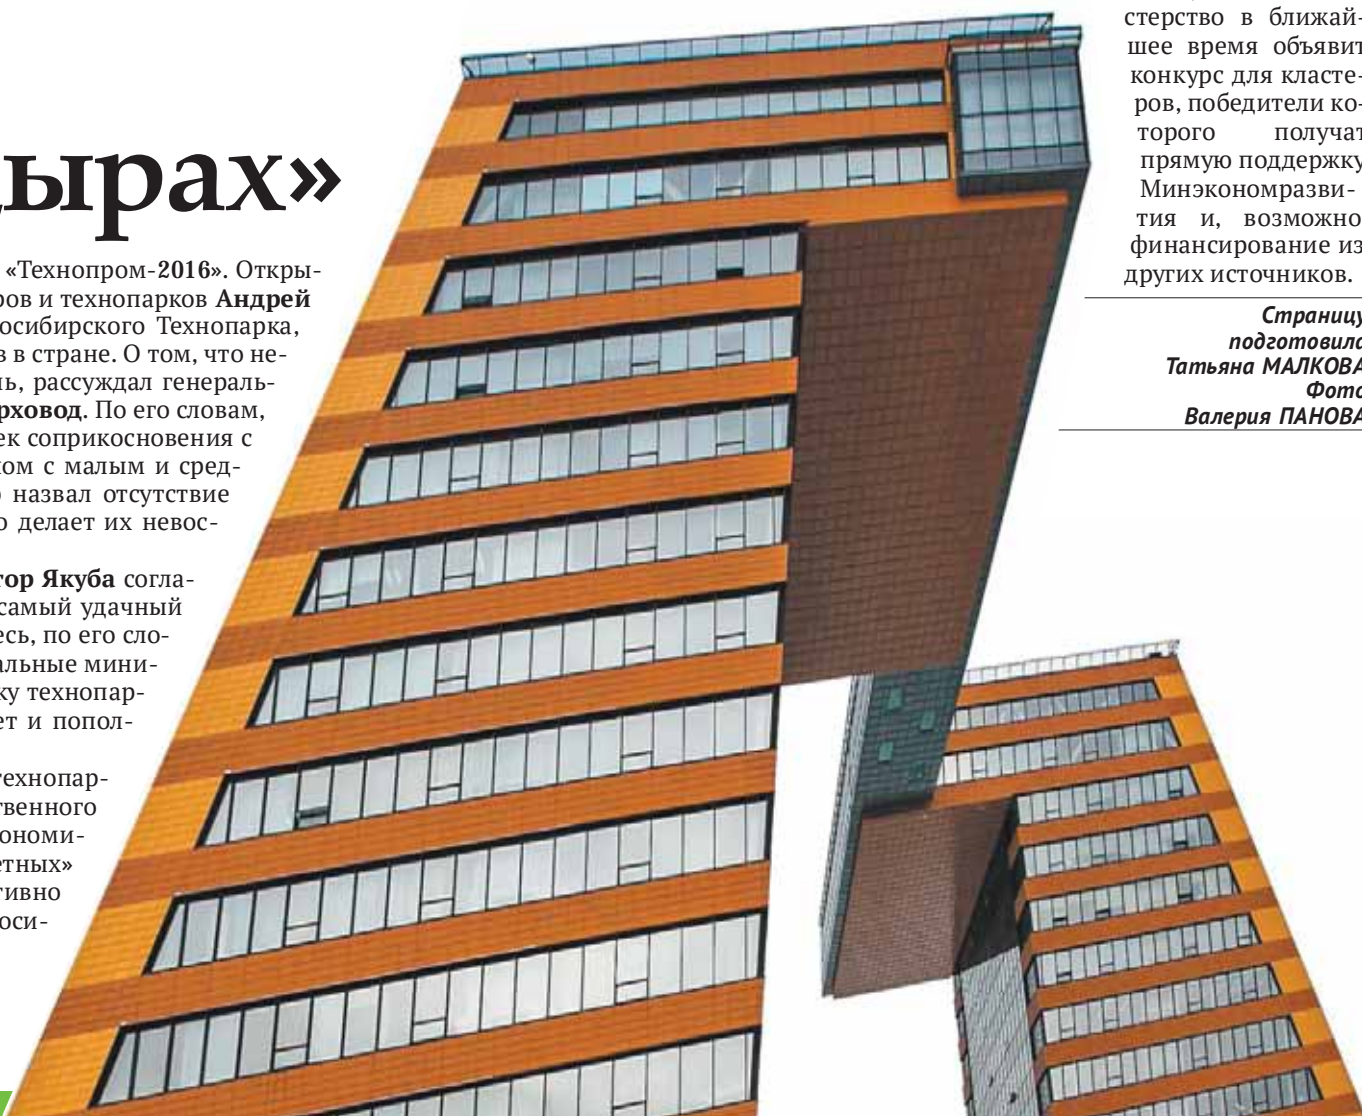 дырах»
«Технопром-2016». Откры-
ров и технопарков Андрей
осибирского Технопарка,
в в стране. О том, что не-
ль, рассуждал генераль-
рховод. По его словам,
ек соприкосновения с
ом с малым и сред-
о назвал отсутствие
о делает их невос-
тор Якуба согла-
самый удачный
есь, по его сло-
альные мини-
ку технопар-
ет и попол-
технопар-
твенного
ономи-
етных»
тивно
оси-
стерство в ближай-
шее время объявит
конкурс для класте-
ров, победители ко-
торого получат
прямую поддержку
Минэкономразви-
тия и, возможно
финансирование из
других источников.
Страницу
подготовила
Татьяна МАЛКОВА
Фото
Валерия ПАНОВА